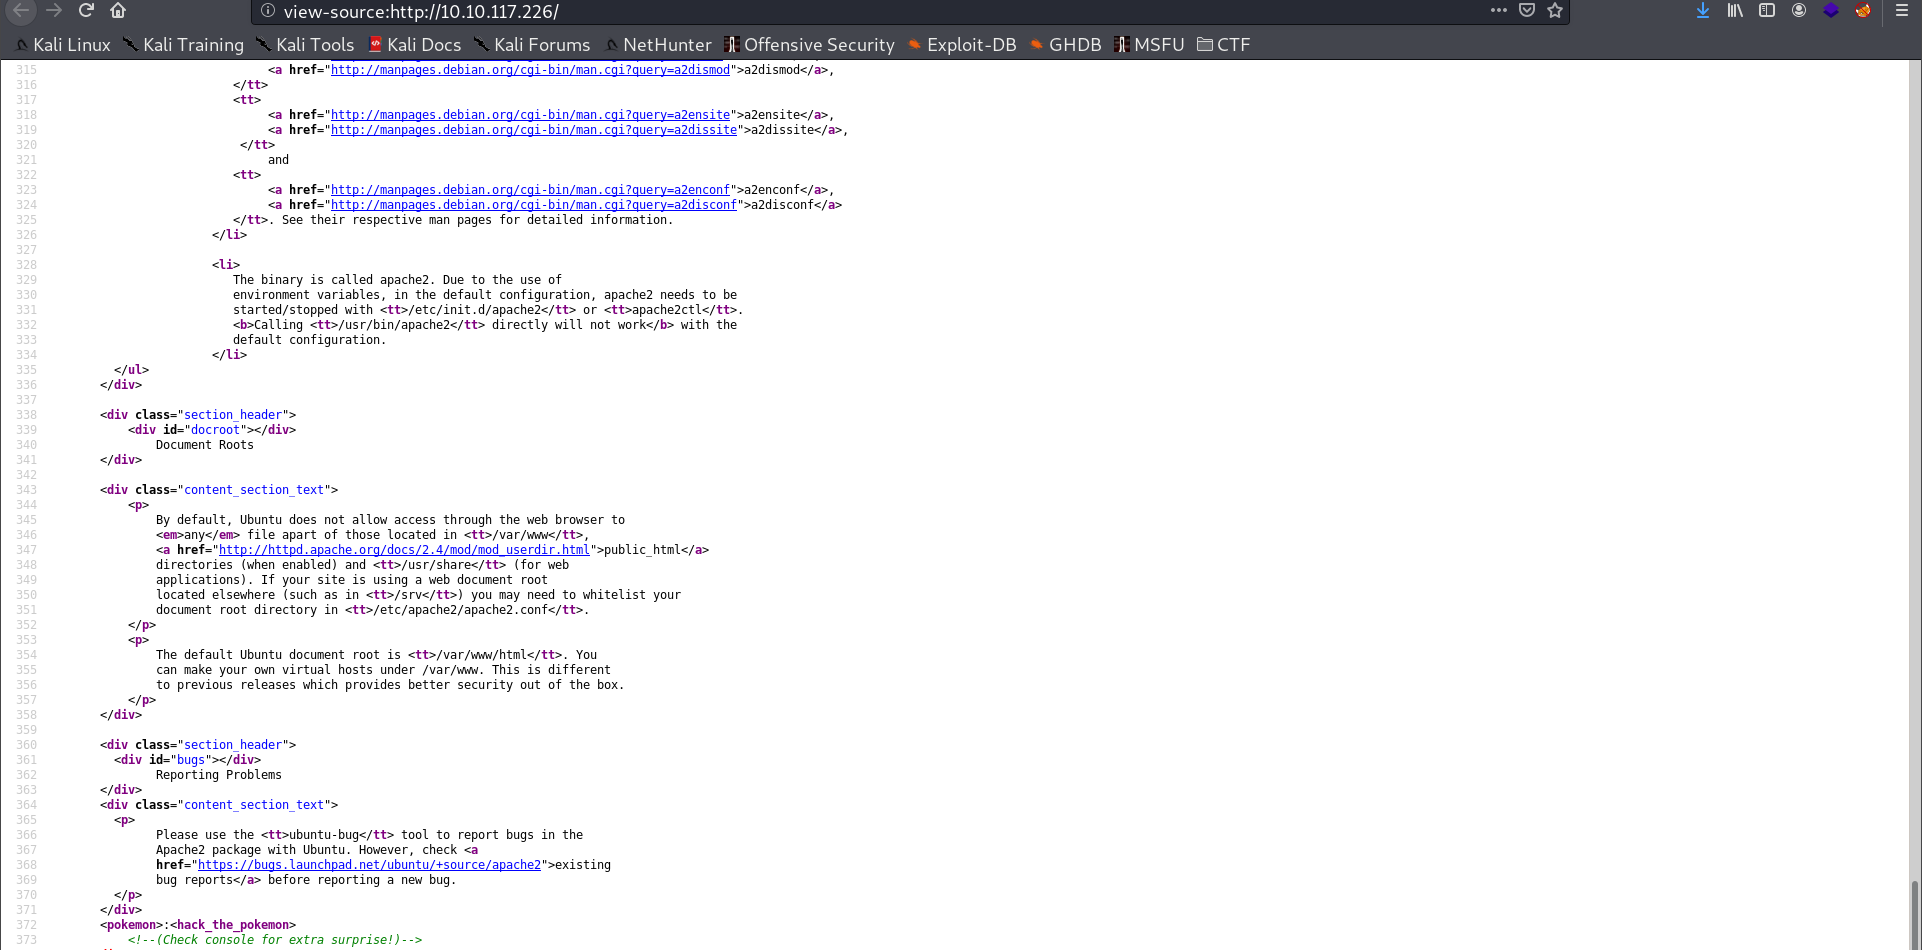 view-source:http://10.10.117.226/
Kali Linux Kali Training Kali Tools Kali Docs Kali Forums NetHunter Offensive Security Exploit-DB GHDB MSFU CTF
315 <a href="http://manpages.debian.org/cgi-bin/man.cgi?query=a2dismod">a2dismod</a>,
316 </tt>
317 <tt>
318 <a href="http://manpages.debian.org/cgi-bin/man.cgi?query=a2ensite">a2ensite</a>,
319 <a href="http://manpages.debian.org/cgi-bin/man.cgi?query=a2dissite">a2dissite</a>,
320 </tt>
321 and
322 <tt>
323 <a href="http://manpages.debian.org/cgi-bin/man.cgi?query=a2enconf">a2enconf</a>,
324 <a href="http://manpages.debian.org/cgi-bin/man.cgi?query=a2disconf">a2disconf</a>
325 </tt>. See their respective man pages for detailed information.
326 </li>
327
328 <li>
329 The binary is called apache2. Due to the use of
330 environment variables, in the default configuration, apache2 needs to be
331 started/stopped with <tt>/etc/init.d/apache2</tt> or <tt>apache2ctl</tt>.
332 <b>Calling <tt>/usr/bin/apache2</tt> directly will not work</b> with the
333 default configuration.
334 </li>
335 </ul>
336 </div>
337
338 <div class="section_header">
339 <div id="docroot"></div>
340 Document Roots
341 </div>
342
343 <div class="content_section_text">
344 <p>
345 By default, Ubuntu does not allow access through the web browser to
346 <em>any</em> file apart of those located in <tt>/var/www</tt>,
347 <a href="http://httpd.apache.org/docs/2.4/mod/mod_userdir.html">public_html</a>
348 directories (when enabled) and <tt>/usr/share</tt> (for web
349 applications). If your site is using a web document root
350 located elsewhere (such as in <tt>/srv</tt>) you may need to whitelist your
351 document root directory in <tt>/etc/apache2/apache2.conf</tt>.
352 </p>
353 <p>
354 The default Ubuntu document root is <tt>/var/www/html</tt>. You
355 can make your own virtual hosts under /var/www. This is different
356 to previous releases which provides better security out of the box.
357 </p>
358 </div>
359
360 <div class="section_header">
361 <div id="bugs"></div>
362 Reporting Problems
363 </div>
364 <div class="content_section_text">
365 <p>
366 Please use the <tt>ubuntu-bug</tt> tool to report bugs in the
367 Apache2 package with Ubuntu. However, check <a
368 href="https://bugs.launchpad.net/ubuntu/+source/apache2">existing
369 bug reports</a> before reporting a new bug.
370 </p>
371 </div>
372 <pokemon>:<hack_the_pokemon>
373 <!--(Check console for extra surprise!)-->